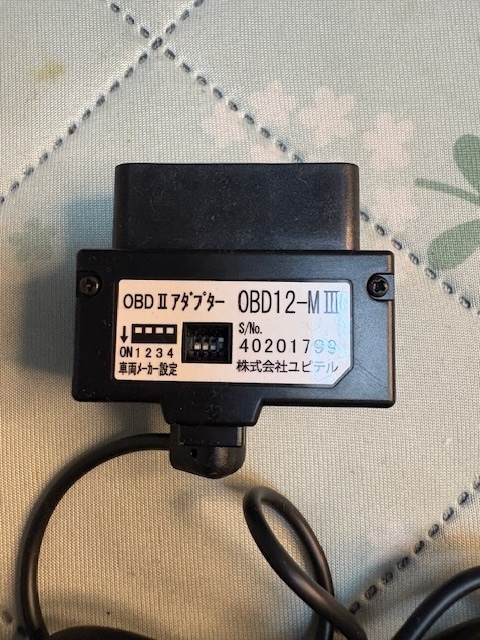 OBD Ⅱ アダプター OBD12-MⅢ
↓
ON 1 2 3 4
車両メーカー設定
S/No.
40201799
株式会社ユピテル